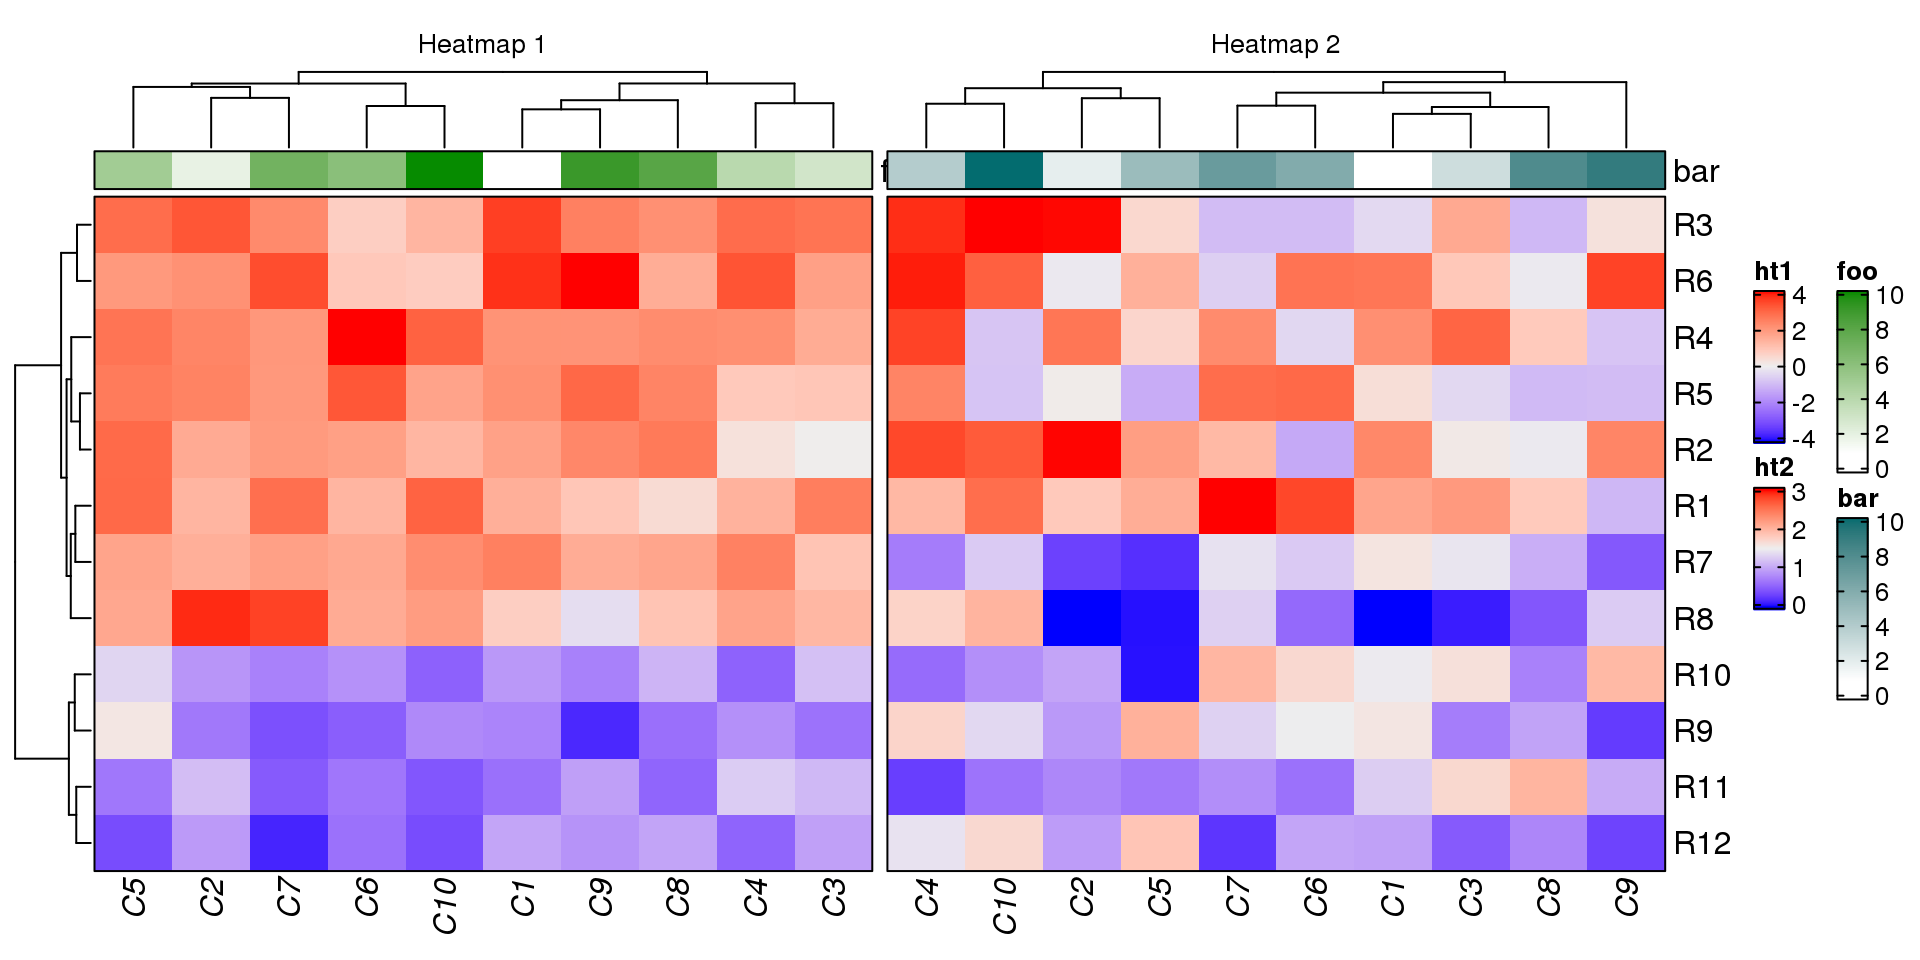 Heatmap 1
Heatmap 2
f
bar
R3
R6
R4
R5
R2
R1
R7
R8
R10
R9
R11
R12
C5 C2 C7 C6 C10 C1 C9 C8 C4 C3
C4 C10 C2 C5 C7 C6 C1 C3 C8 C9
ht1
4
2
0
-2
-4
ht2
3
2
1
0
foo
10
8
6
4
2
0
bar
10
8
6
4
2
0